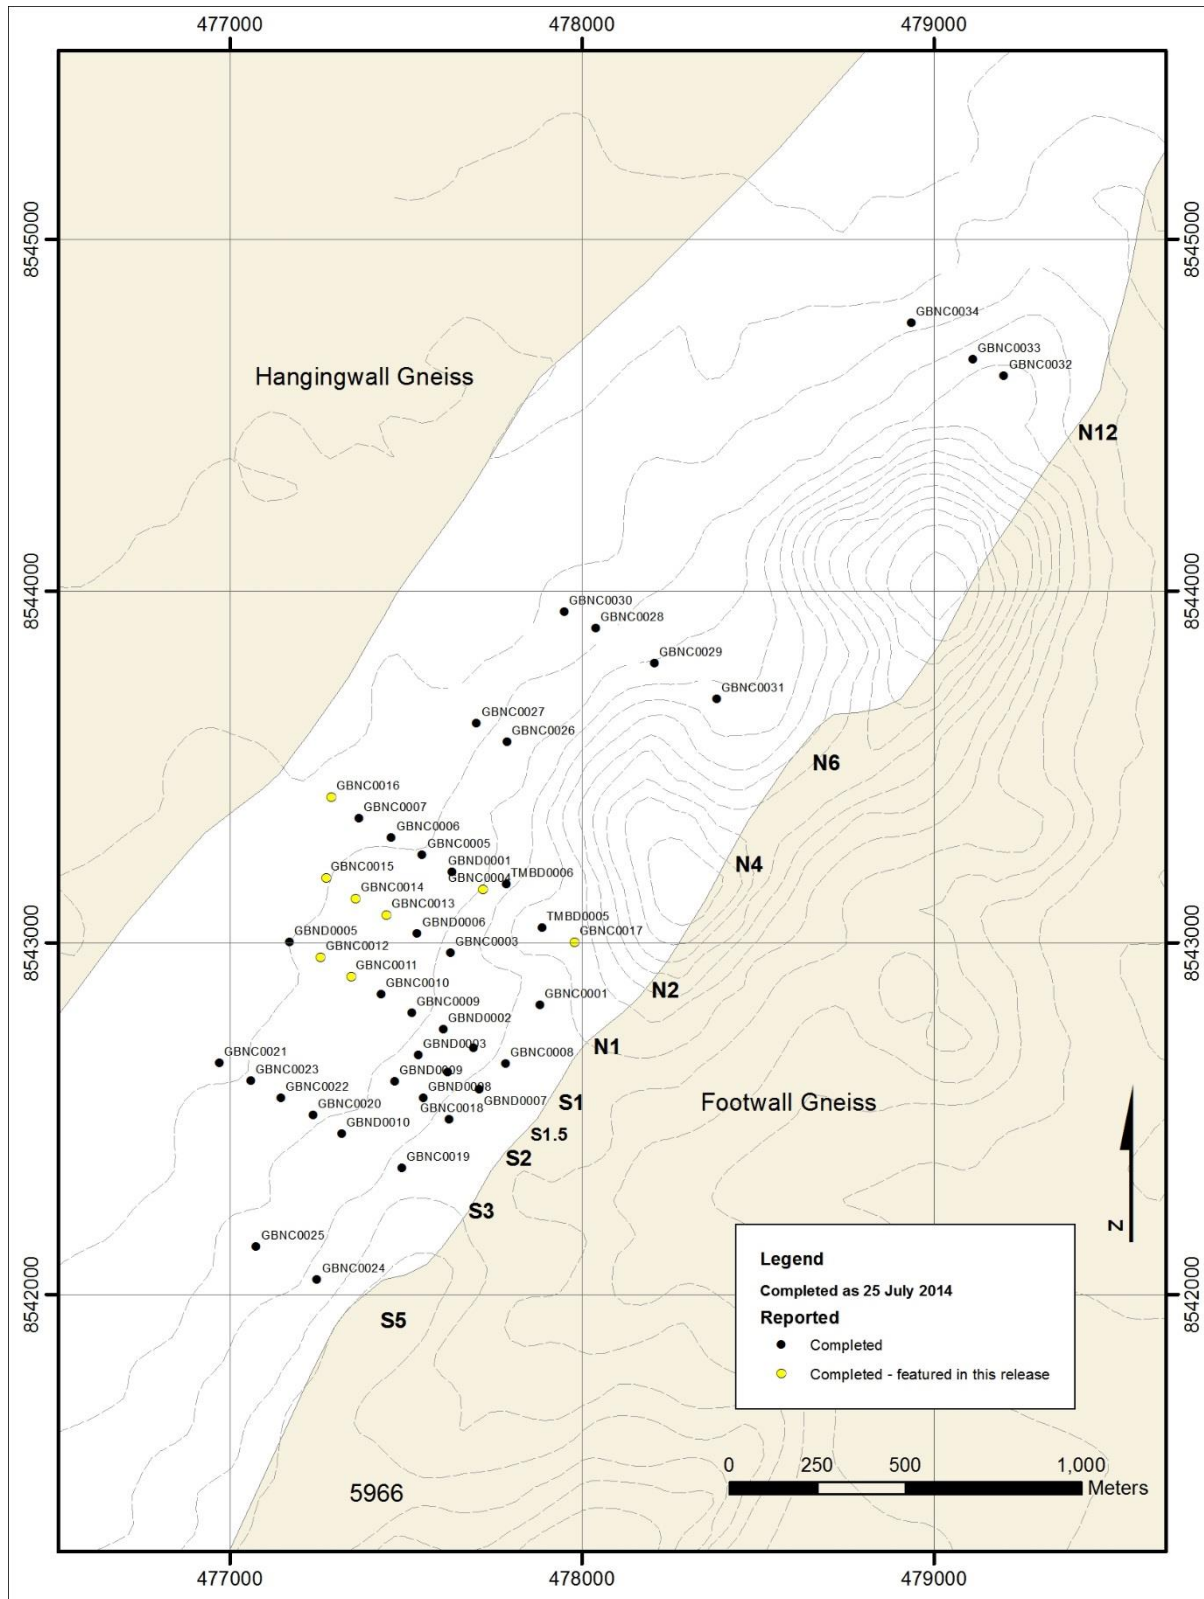 477000 478000 479000
8545000 8545000
GBNC0034
GBNC0033
GBNC0032
Hangingwall Gneiss
N12
8544000 8544000
GBNC0030
GBNC0028
GBNC0029
GBNC0031
GBNC0027
GBNC0026
N6
GBNC0016
GBNC0007
GBNC0006
GBNC0005
GBND0001
N4
GBNC0015
GBNC0004
TMBD0006
GBNC0014
GBNC0013
TMBD0005
GBND0006
8543000 8543000
GBND0005
GBNC0017
GBNC0003
GBNC0012
GBNC0011
N2
GBNC0010
GBNC0009
GBNC0001
GBND0002
GBND0003
N1
GBNC0021
GBNC0008
GBNC0023
GBND0009
GBNC0022
GBND0008
GBND0007
S1
Footwall Gneiss
GBNC0020
GBNC0018
GBND0010
S1.5
S2
GBNC0019
S3
N
GBNC0025
GBNC0024
8542000 8542000
S5
Legend
Completed as 25 July 2014
Reported
Completed
Completed - featured in this release
0 250 500 1,000
Meters
5966
477000 478000 479000